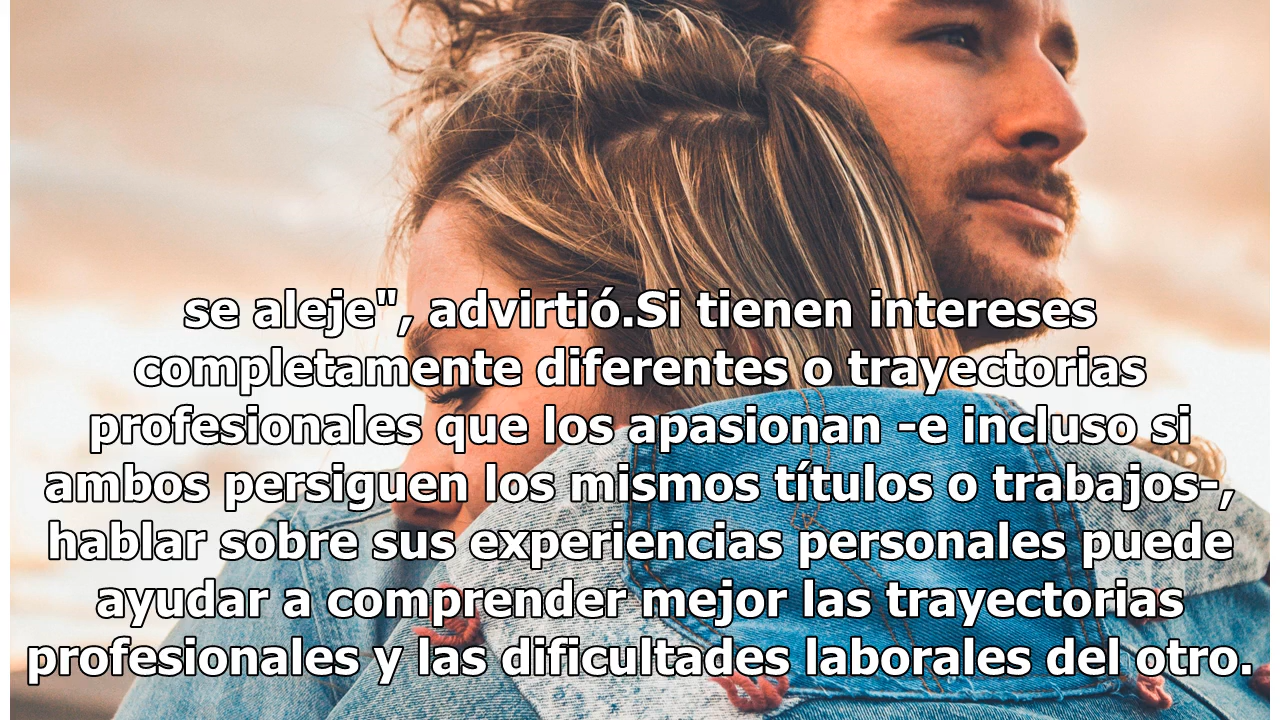 se aleje", advirtió.Si tienen intereses
completamente diferentes o trayectorias
profesionales que los apasionan -e incluso si
ambos persiguen los mismos títulos o trabajos-,
hablar sobre sus experiencias personales puede
ayudar a comprender mejor las trayectorias
profesionales y las dificultades laborales del otro.